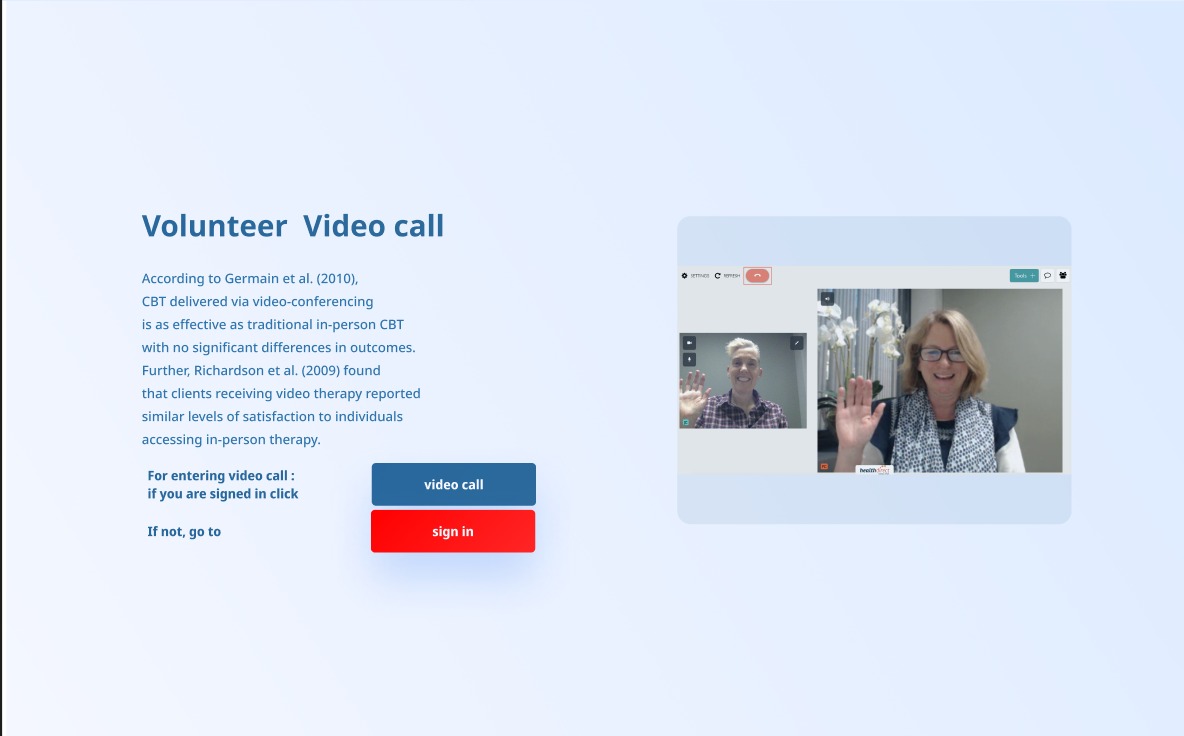 Volunteer  Video call
According to Germain et al. (2010),
CBT delivered via video-conferencing
is as effective as traditional in-person CBT
with no significant differences in outcomes.
Further, Richardson et al. (2009) found
that clients receiving video therapy reported
similar levels of satisfaction to individuals
accessing in-person therapy.
For entering video call :
if you are signed in click
video call
If not, go to
sign in
SETTINGS REFRESH
Tools +
healthdirect